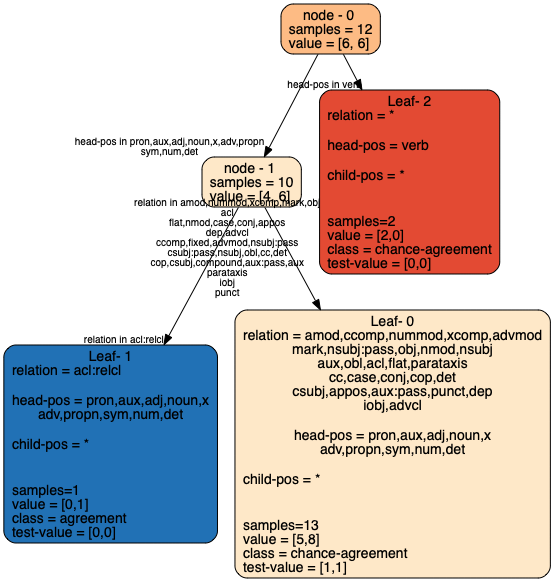 node - 0
samples = 12
value = [6, 6]
head-pos in verb
Leaf- 2
relation = *
head-pos = verb
child-pos = *
samples=2
value = [2,0]
class = chance-agreement
test-value = [0,0]
head-pos in pron,aux,adj,noun,x,adv,propn
sym,num,det
node - 1
samples = 10
value = [4, 6]
relation in amod,nummod,xcomp,mark,obj
acl
flat,nmod,case,conj,appos
dep,advcl
ccomp,fixed,advmod,nsubj:pass
csubj:pass,nsubj,obl,cc,det
cop,csubj,compound,aux:pass,aux
parataxis
iobj
punct
relation in acl:relcl
Leaf- 1
relation = acl:relcl
head-pos = pron,aux,adj,noun,x
adv,propn,sym,num,det
child-pos = *
samples=1
value = [0,1]
class = agreement
test-value = [0,0]
Leaf- 0
relation = amod,ccomp,nummod,xcomp,advmod
mark,nsubj:pass,obj,nmod,nsubj
aux,obl,acl,flat,parataxis
cc,case,conj,cop,det
csubj,appos,aux:pass,punct,dep
iobj,advcl
head-pos = pron,aux,adj,noun,x
adv,propn,sym,num,det
child-pos = *
samples=13
value = [5,8]
class = chance-agreement
test-value = [1,1]